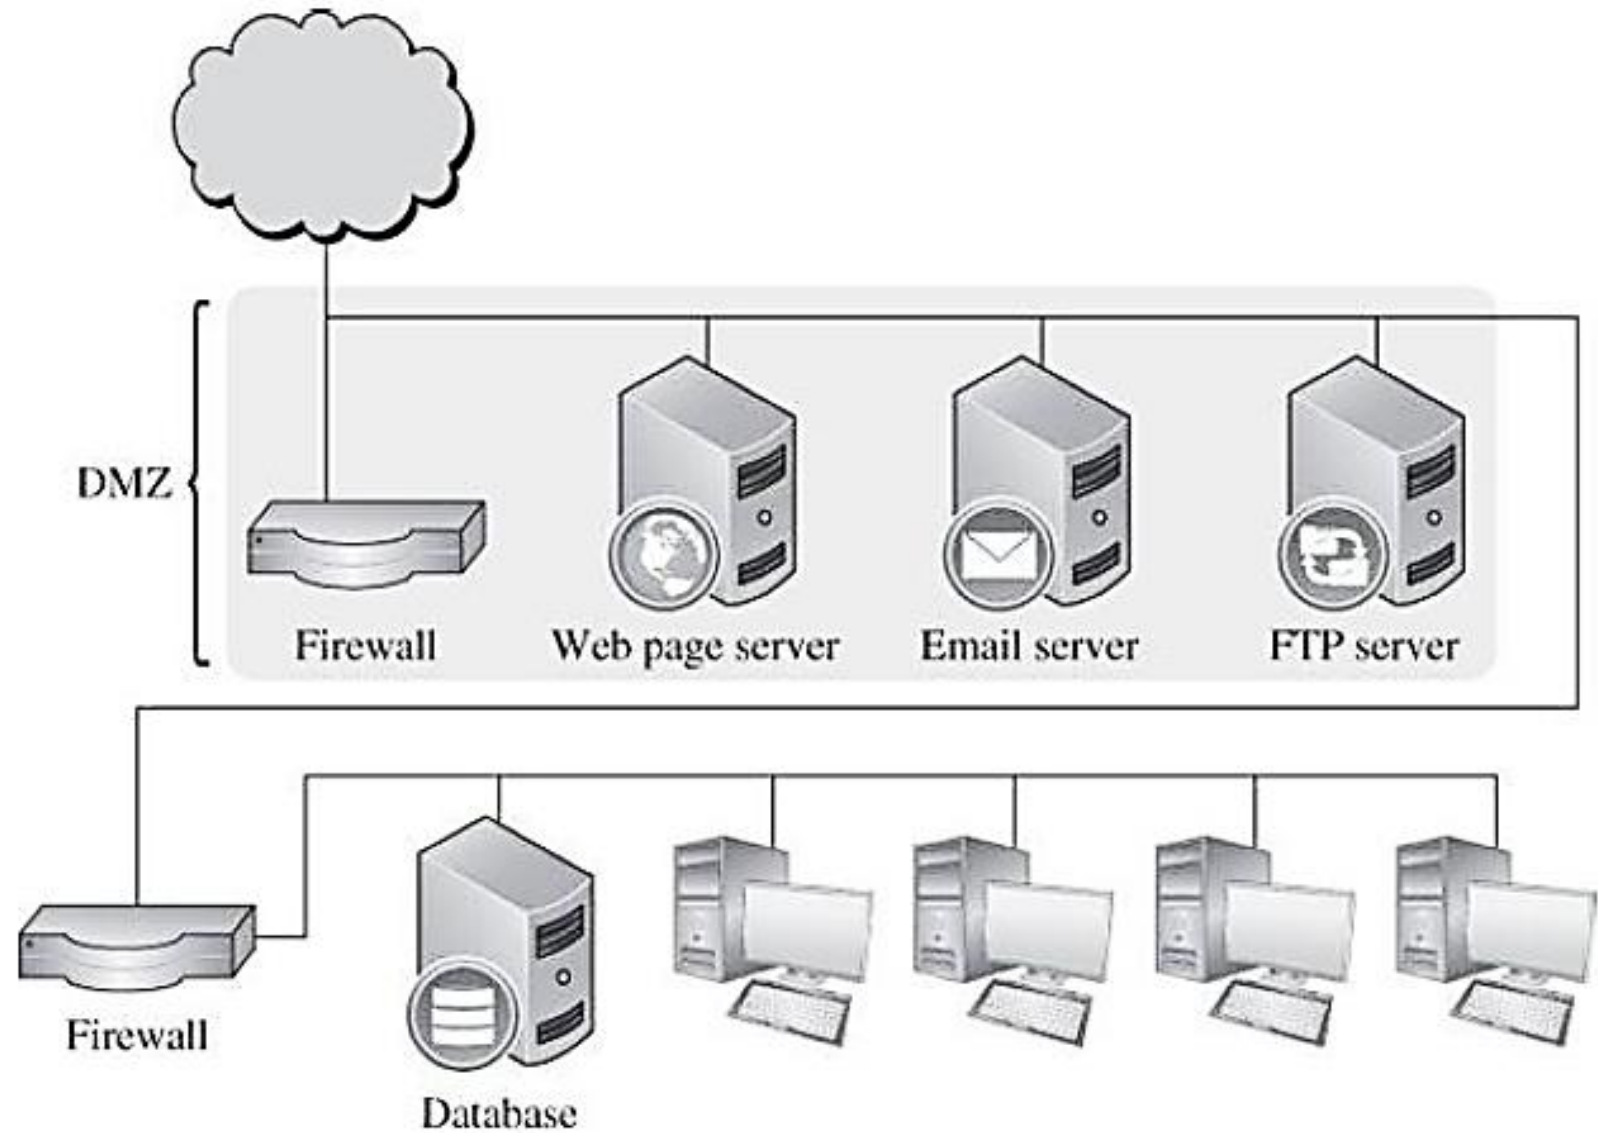 DMZ
Firewall
Web page server
Email server
FTP server
Firewall
Database